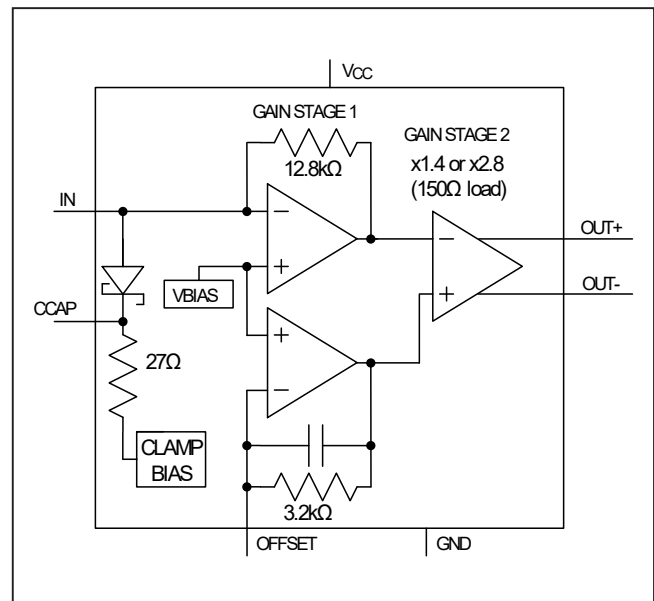 VCC
GAIN STAGE 1
12.8kΩ
GAIN STAGE 2
x1.4 or x2.8
(150Ω load)
IN
OUT+
OUT-
VBIAS
CCAP
27Ω
CLAMP
BIAS
3.2kΩ
OFFSET
GND